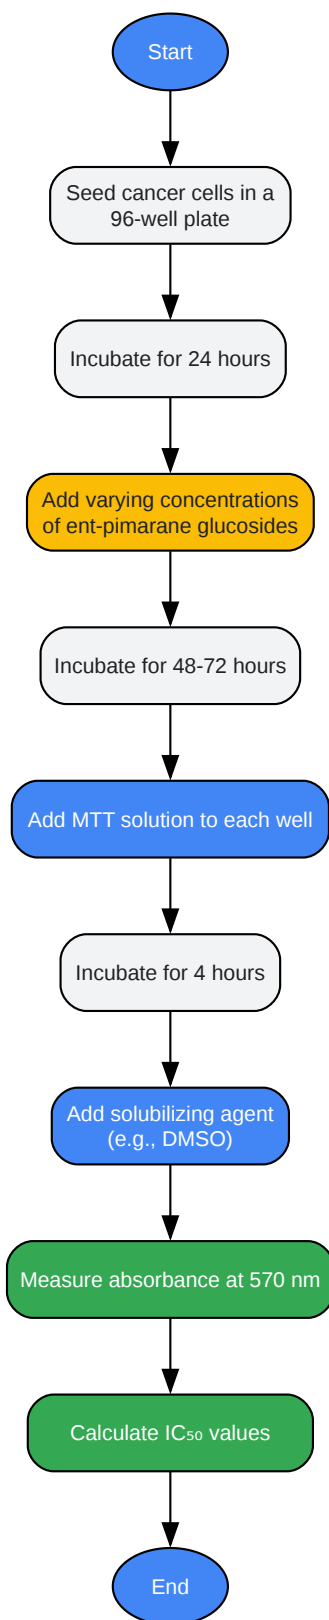 Start
Seed cancer cells in a
96-well plate
Incubate for 24 hours
Add varying concentrations
of ent-pimarane glucosides
Incubate for 48-72 hours
Add MTT solution to each well
Incubate for 4 hours
Add solubilizing agent
(e.g., DMSO)
Measure absorbance at 570 nm
Calculate IC₅₀ values
End